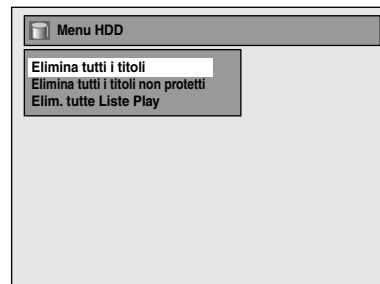 Menu HDD
Elimina tutti i titoli
Elimina tutti i titoli non protetti
Elim. tutte Liste Play